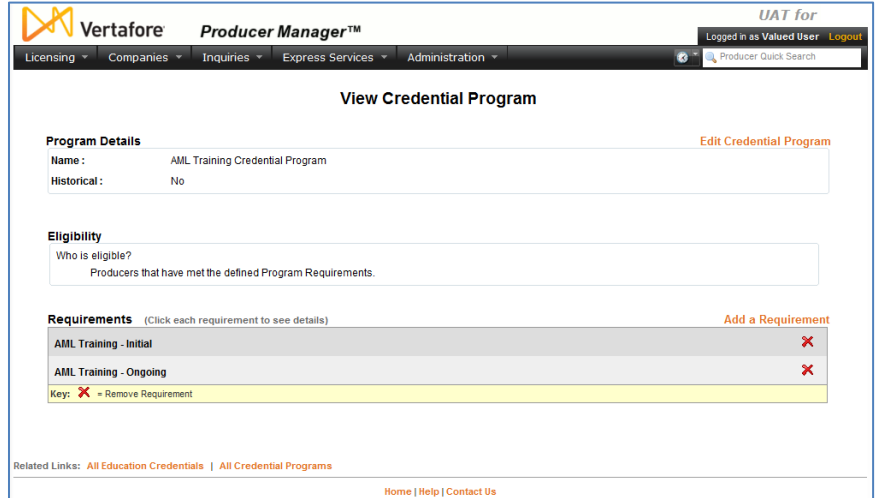 UAT for
Vertafore Producer Manager™
Logged in as Valued User Logout
Licensing Companies Inquiries Express Services Administration Producer Quick Search
View Credential Program
Program Details Edit Credential Program
Name : AML Training Credential Program
Historical : No
Eligibility
Who is eligible?
Producers that have met the defined Program Requirements.
Requirements (Click each requirement to see details) Add a Requirement
AML Training - Initial
AML Training - Ongoing
Key: = Remove Requirement
Related Links: All Education Credentials | All Credential Programs
Home | Help | Contact Us